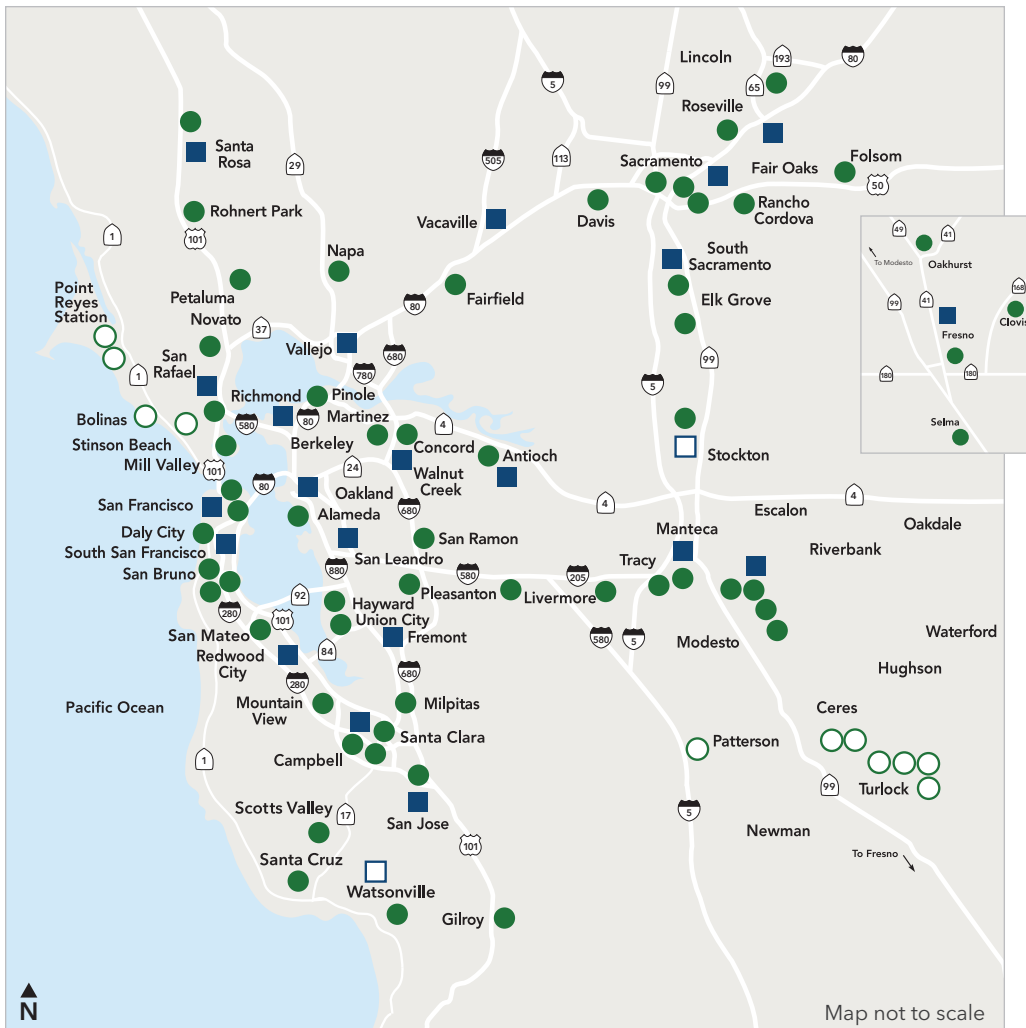 Lincoln
193
80
5
99
65
Roseville
Santa
Rosa
29
505
113
Sacramento
Fair Oaks
Folsom
50
Rohnert Park
Vacaville
Davis
Rancho
Cordova
1
101
49
41
To Modesto
Oakhurst
Napa
South
Sacramento
168
Point
Reyes
Station
Petaluma
Fairfield
Elk Grove
99
41
Clovis
Novato
37
80
Fresno
Vallejo
680
99
San
Rafael
780
180
180
1
5
Richmond
Pinole
Selma
Bolinas
580
80
Martinez
4
Stinson Beach
Berkeley
Concord
Antioch
Stockton
Mill Valley
101
80
24
Walnut
Creek
Oakland
4
4
San Francisco
680
Escalon
Alameda
Oakdale
Daly City
Manteca
San Ramon
Riverbank
South San Francisco
San Leandro
Tracy
San Bruno
880
580
205
92
Pleasanton
Livermore
280
101
Hayward
Union City
San Mateo
84
Fremont
580
5
Modesto
Waterford
Redwood
City
680
Hughson
280
Pacific Ocean
Mountain
View
Milpitas
Ceres
Santa Clara
Patterson
Campbell
1
99
Turlock
Scotts Valley
17
San Jose
5
Newman
101
Santa Cruz
To Fresno
Watsonville
Gilroy
N
Map not to scale